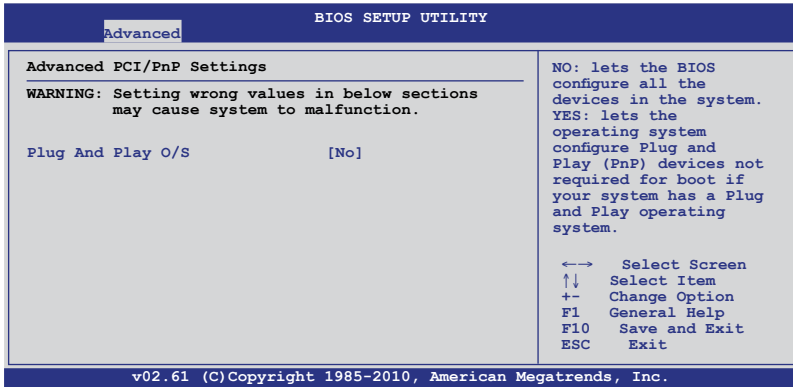 BIOS SETUP UTILITY
Advanced
Advanced PCI/PnP Settings
WARNING: Setting wrong values in below sections
may cause system to malfunction.
Plug And Play O/S [No]
NO: lets the BIOS
configure all the
devices in the system.
YES: lets the
operating system
configure Plug and
Play (PnP) devices not
required for boot if
your system has a Plug
and Play operating
system.
←→ Select Screen
↑↓ Select Item
+- Change Option
F1 General Help
F10 Save and Exit
ESC Exit
v02.61 (C)Copyright 1985-2010, American Megatrends, Inc.